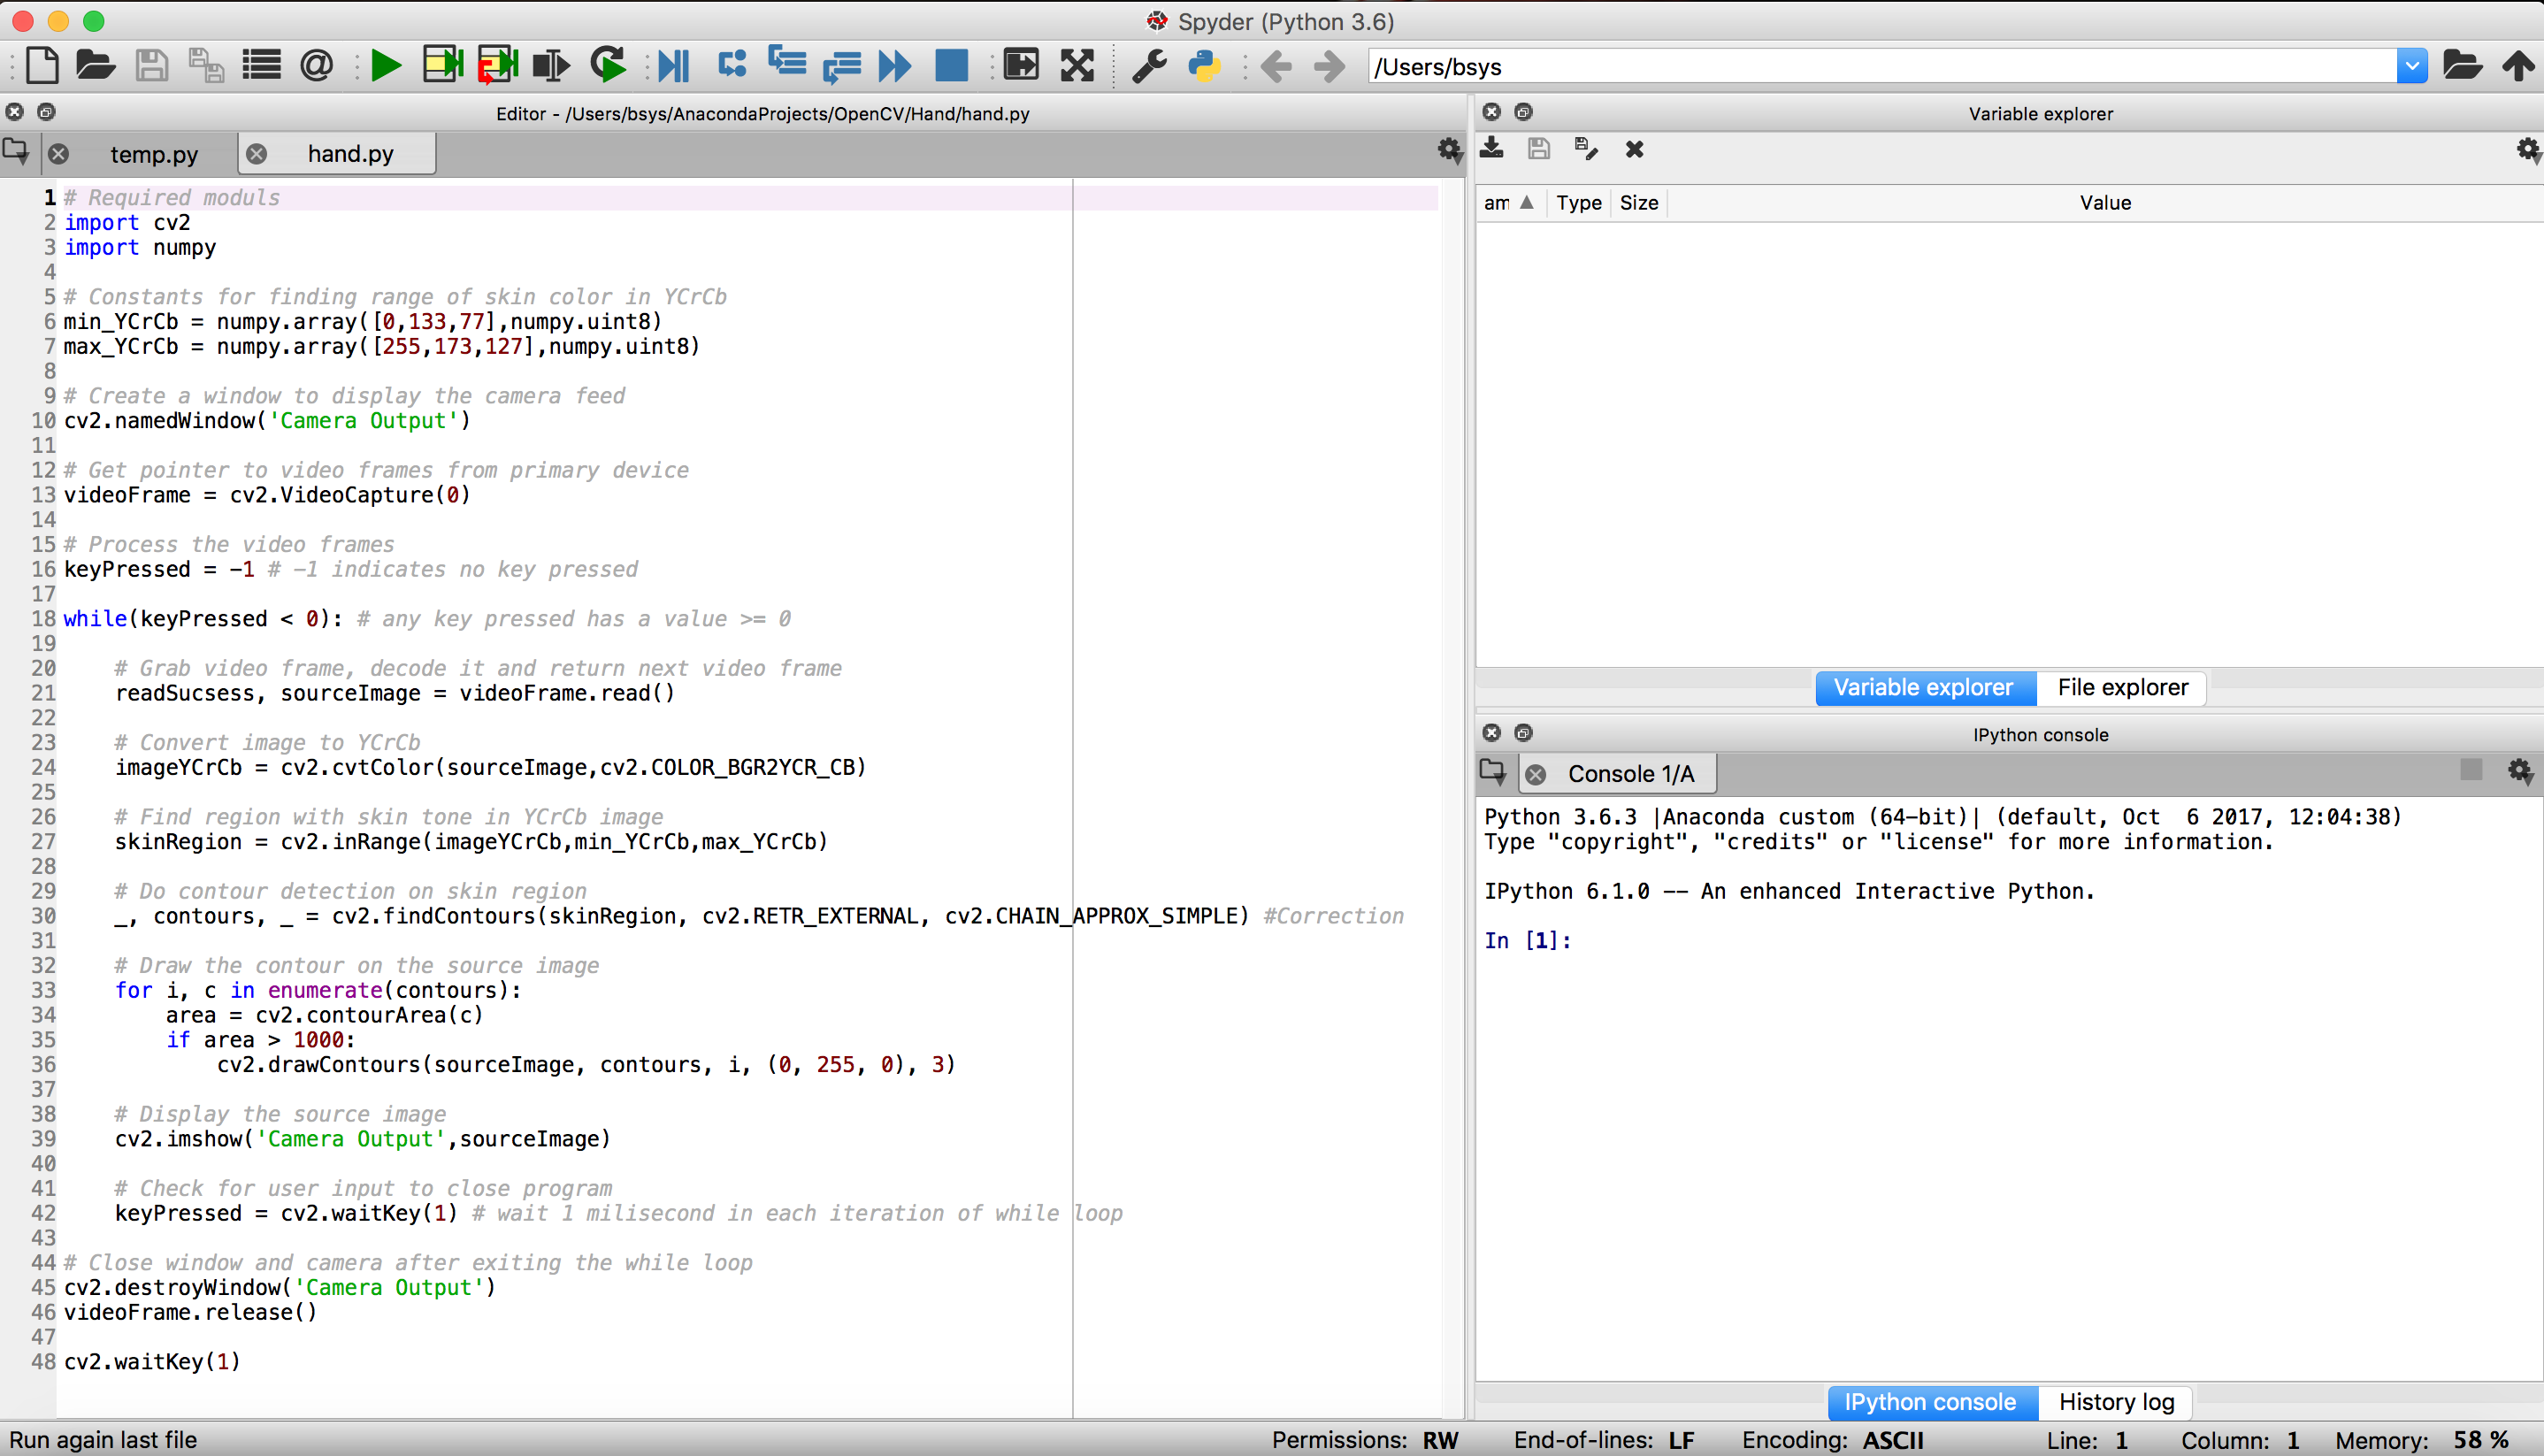 Spyder (Python 3.6)
/Users/bsys
Editor - /Users/bsys/AnacondaProjects/OpenCV/Hand/hand.py
temp.py
hand.py
1 # Required moduls
2 import cv2
3 import numpy
4
5 # Constants for finding range of skin color in YCrCb
6 min_YCrCb = numpy.array([0,133,77],numpy.uint8)
7 max_YCrCb = numpy.array([255,173,127],numpy.uint8)
8
9 # Create a window to display the camera feed
10 cv2.namedWindow('Camera Output')
11
12 # Get pointer to video frames from primary device
13 videoFrame = cv2.VideoCapture(0)
14
15 # Process the video frames
16 keyPressed = -1 # -1 indicates no key pressed
17
18 while(keyPressed < 0): # any key pressed has a value >= 0
19
20     # Grab video frame, decode it and return next video frame
21     readSucsess, sourceImage = videoFrame.read()
22
23     # Convert image to YCrCb
24     imageYCrCb = cv2.cvtColor(sourceImage,cv2.COLOR_BGR2YCR_CB)
25
26     # Find region with skin tone in YCrCb image
27     skinRegion = cv2.inRange(imageYCrCb,min_YCrCb,max_YCrCb)
28
29     # Do contour detection on skin region
30     _, contours, _ = cv2.findContours(skinRegion, cv2.RETR_EXTERNAL, cv2.CHAIN_APPROX_SIMPLE) #Correction
31
32     # Draw the contour on the source image
33     for i, c in enumerate(contours):
34         area = cv2.contourArea(c)
35         if area > 1000:
36             cv2.drawContours(sourceImage, contours, i, (0, 255, 0), 3)
37
38     # Display the source image
39     cv2.imshow('Camera Output',sourceImage)
40
41     # Check for user input to close program
42     keyPressed = cv2.waitKey(1) # wait 1 milisecond in each iteration of while loop
43
44 # Close window and camera after exiting the while loop
45 cv2.destroyWindow('Camera Output')
46 videoFrame.release()
47
48 cv2.waitKey(1)
Variable explorer
am Type Size Value
Variable explorer File explorer
IPython console
Console 1/A
Python 3.6.3 |Anaconda custom (64-bit)| (default, Oct  6 2017, 12:04:38)
Type "copyright", "credits" or "license" for more information.
IPython 6.1.0 -- An enhanced Interactive Python.
In [1]:
IPython console History log
Run again last file Permissions: RW End-of-lines: LF Encoding: ASCII Line: 1 Column: 1 Memory: 58 %